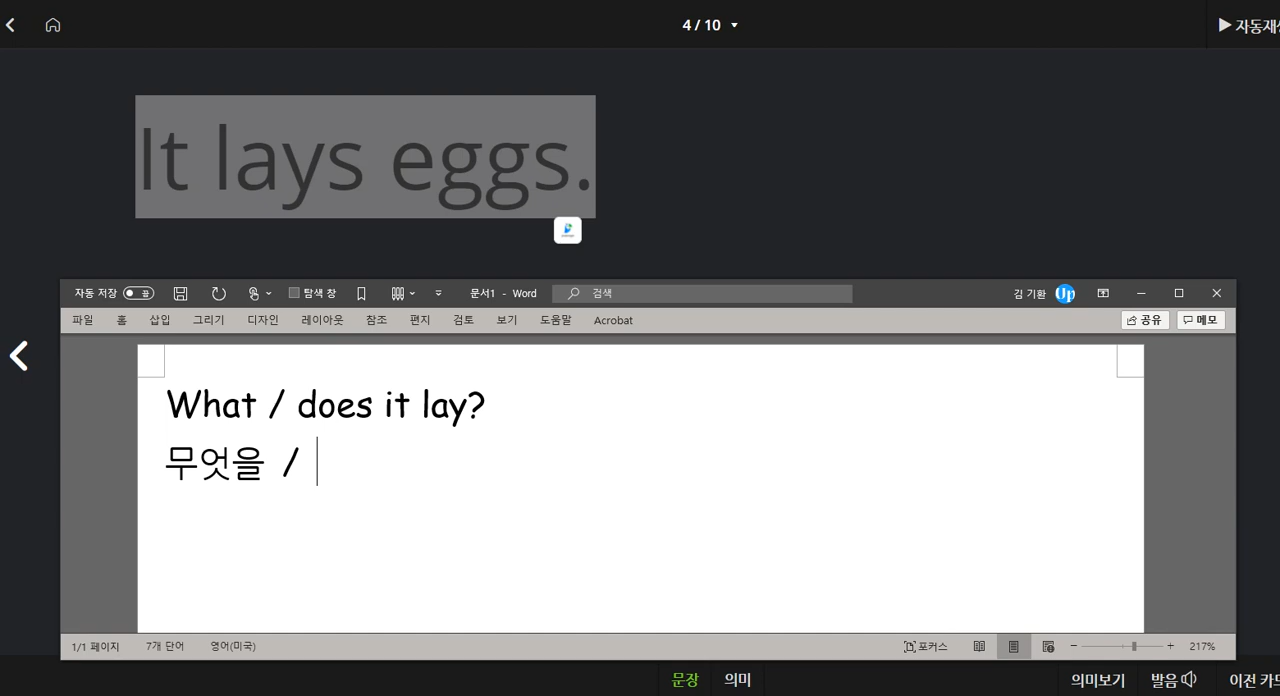 4 / 10
자동재생
It lays eggs.
자동 저장 끔 탐색 창 문서1 - Word 검색 김 기환 Up
파일 홈 삽입 그리기 디자인 레이아웃 참조 편지 검토 보기 도움말 Acrobat 공유 메모
What / does it lay?
무엇을 /
1/1 페이지 7개 단어 영어(미국) 포커스 217%
문장 의미 의미보기 발음 이전 카드